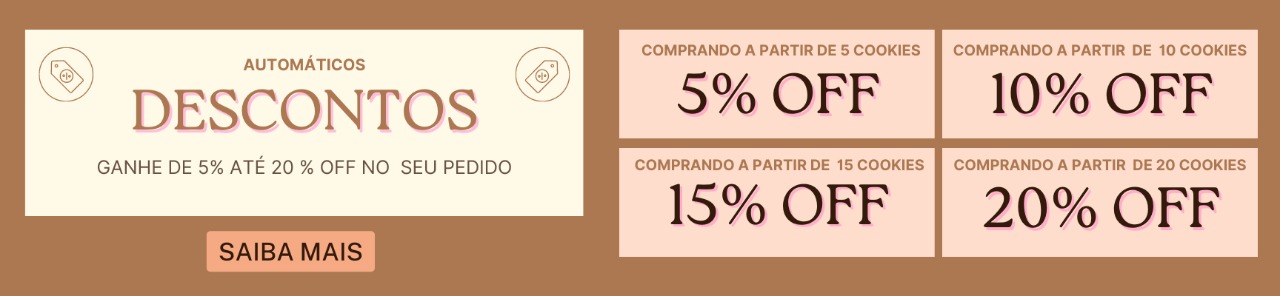 AUTOMÁTICOS
DESCONTOS
GANHE DE 5% ATÉ 20 % OFF NO SEU PEDIDO
SAIBA MAIS
COMPRANDO A PARTIR DE 5 COOKIES
5% OFF
COMPRANDO A PARTIR DE 10 COOKIES
10% OFF
COMPRANDO A PARTIR DE 15 COOKIES
15% OFF
COMPRANDO A PARTIR DE 20 COOKIES
20% OFF